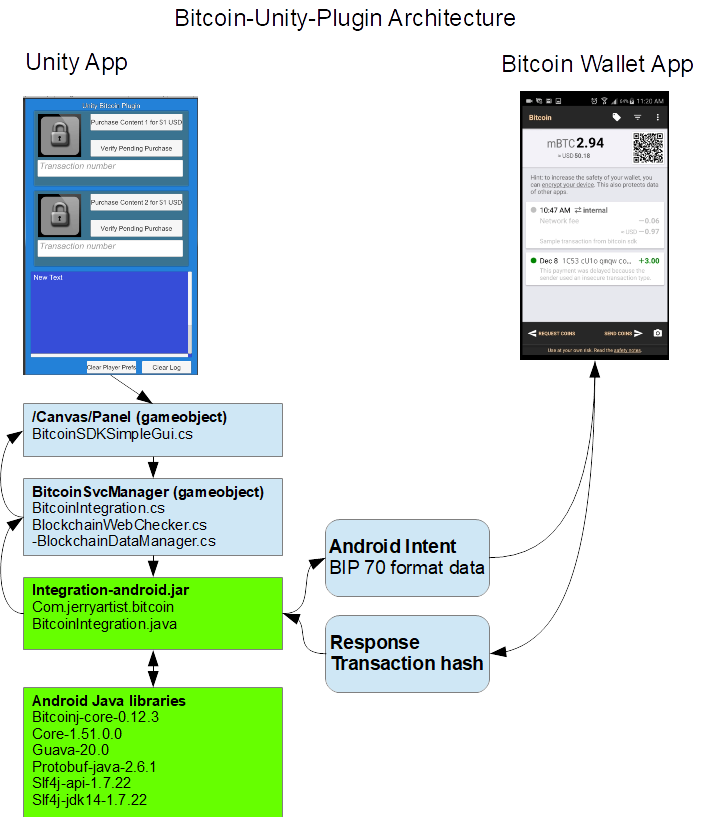 Bitcoin-Unity-Plugin Architecture
Unity App
Bitcoin Wallet App
Unity Bitcoin Plugin
Purchase Content 1 for $1 USD
Verify Pending Purchase
Transaction number
Purchase Content 2 for $1 USD
Verify Pending Purchase
Transaction number
New Text
Clear Player Prefs
Clear Log
64% 11:20 AM
Bitcoin
mBTC 2.94
≈ USD 50.18
Hint: to increase the safety of your wallet, you
can encrypt your device. This also protects data
of other apps.
10:47 AM ⇄ internal
Network fee −0.06
≈ USD −0.97
Sample transaction from bitcoin sdk
Dec 8 1C53 cU1o qmqw co... +3.00
This payment was delayed because the
sender used an insecure transaction type.
REQUEST COINS
SEND COINS
Use at your own risk. Read the safety notes.
/Canvas/Panel (gameobject)
BitcoinSDKSimpleGui.cs
BitcoinSvcManager (gameobject)
BitcoinIntegration.cs
BlockchainWebChecker.cs
-BlockchainDataManager.cs
Integration-android.jar
Com.jerryartist.bitcoin
BitcoinIntegration.java
Android Intent
BIP 70 format data
Response
Transaction hash
Android Java libraries
Bitcoinj-core-0.12.3
Core-1.51.0.0
Guava-20.0
Protobuf-java-2.6.1
Slf4j-api-1.7.22
Slf4j-jdk14-1.7.22